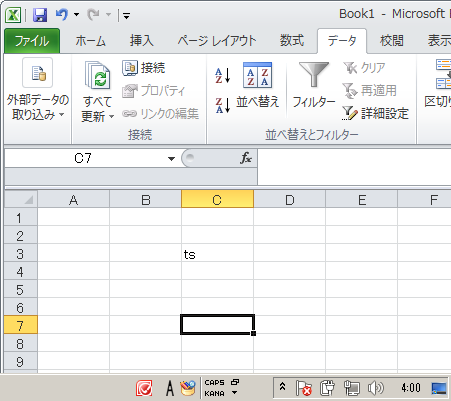 Book1 - Microsoft
ファイル ホーム 挿入 ページ レイアウト 数式 データ 校閲 表示
外部データの取り込み
すべて更新
接続
プロパティ
リンクの編集
接続
並べ替え
フィルター
クリア
再適用
詳細設定
並べ替えとフィルター
区切り
C7 fx
A B C D E F
1
2
3 ts
4
5
6
7
8
9
A CAPS KANA 4:00